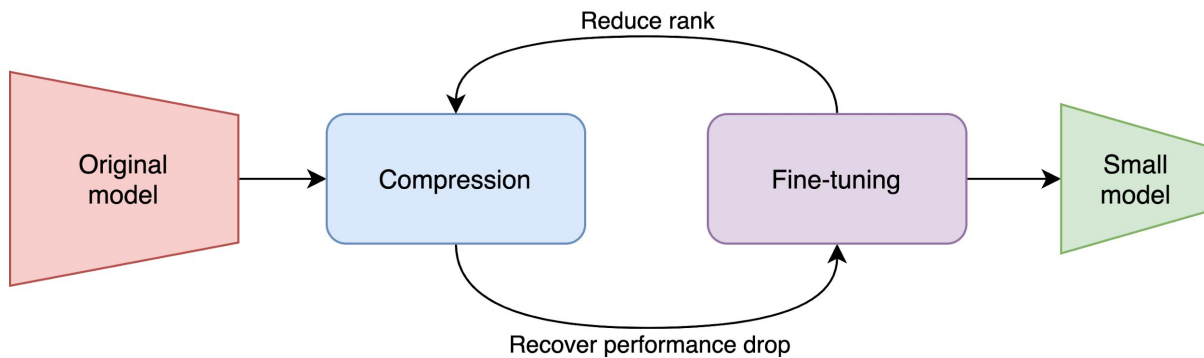 Reduce rank
Original
model
Compression
Fine-tuning
Small
model
Recover performance drop